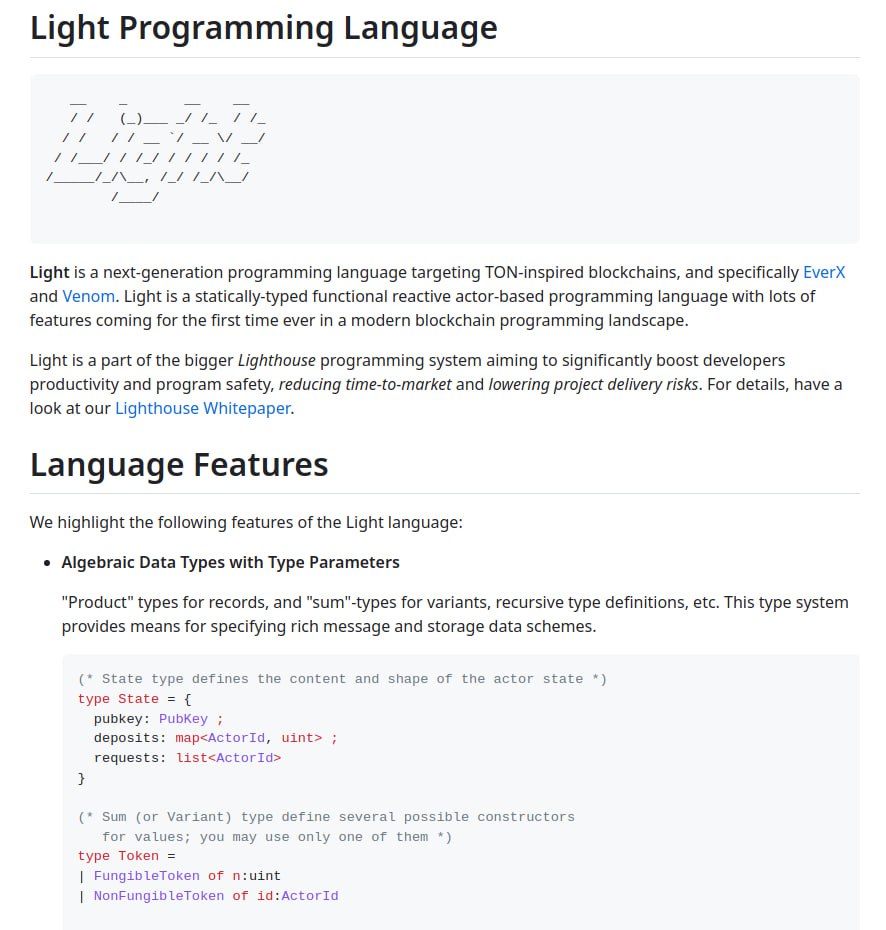 Light Programming Language
    __    _       __    __
   / /   (_)___ _/ /_  / /_
  / /   / / __ `/ __ \/ __/
 / /___/ / /_/ / / / / /_
/_____/_/\__, /_/ /_/\__/
        /____/
Light is a next-generation programming language targeting TON-inspired blockchains, and specifically EverX
and Venom. Light is a statically-typed functional reactive actor-based programming language with lots of
features coming for the first time ever in a modern blockchain programming landscape.
Light is a part of the bigger Lighthouse programming system aiming to significantly boost developers
productivity and program safety, reducing time-to-market and lowering project delivery risks. For details, have a
look at our Lighthouse Whitepaper.
Language Features
We highlight the following features of the Light language:
• Algebraic Data Types with Type Parameters
"Product" types for records, and "sum"-types for variants, recursive type definitions, etc. This type system
provides means for specifying rich message and storage data schemes.
(* State type defines the content and shape of the actor state *)
type State = {
  pubkey: PubKey ;
  deposits: map<ActorId, uint> ;
  requests: list<ActorId>
}
(* Sum (or Variant) type define several possible constructors
   for values; you may use only one of them *)
type Token =
| FungibleToken of n:uint
| NonFungibleToken of id:ActorId